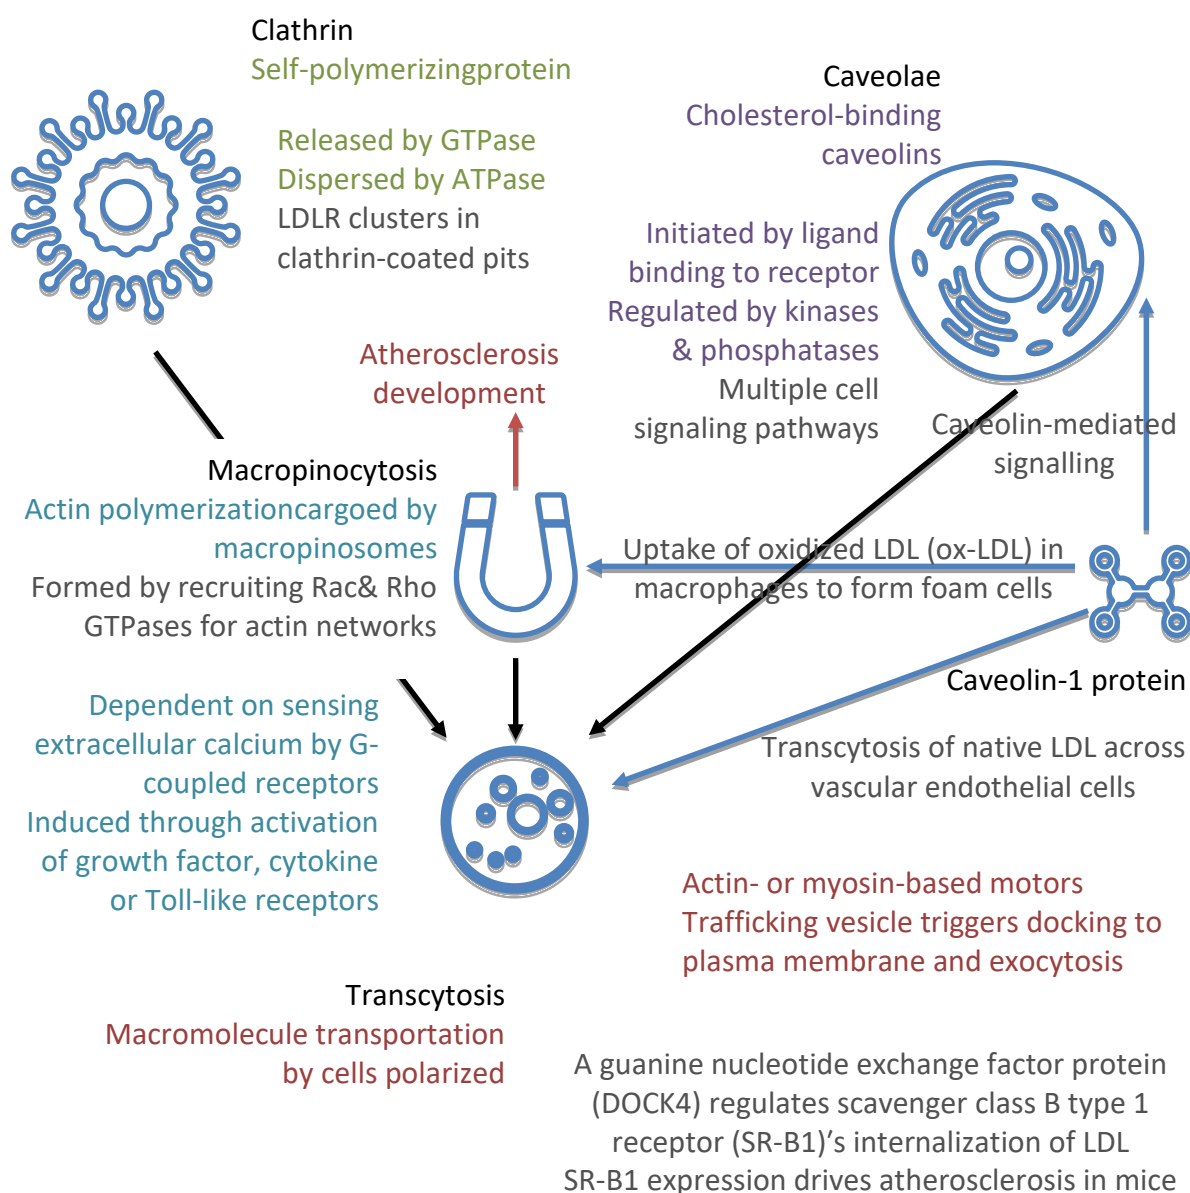 Clathrin
Self-polymerizingprotein
Released by GTPase
Dispersed by ATPase
LDLR clusters in
clathrin-coated pits
Caveolae
Cholesterol-binding
caveolins
Initiated by ligand
binding to receptor
Regulated by kinases
& phosphatases
Multiple cell
signaling pathways
Caveolin-mediated
signalling
Atherosclerosis
development
Macropinocytosis
Actin polymerizationcargoed by
macropinosomes
Formed by recruiting Rac& Rho
GTPases for actin networks
Uptake of oxidized LDL (ox-LDL) in
macrophages to form foam cells
Caveolin-1 protein
Dependent on sensing
extracellular calcium by G-
coupled receptors
Induced through activation
of growth factor, cytokine
or Toll-like receptors
Transcytosis of native LDL across
vascular endothelial cells
Actin- or myosin-based motors
Trafficking vesicle triggers docking to
plasma membrane and exocytosis
Transcytosis
Macromolecule transportation
by cells polarized
A guanine nucleotide exchange factor protein
(DOCK4) regulates scavenger class B type 1
receptor (SR-B1)'s internalization of LDL
SR-B1 expression drives atherosclerosis in mice